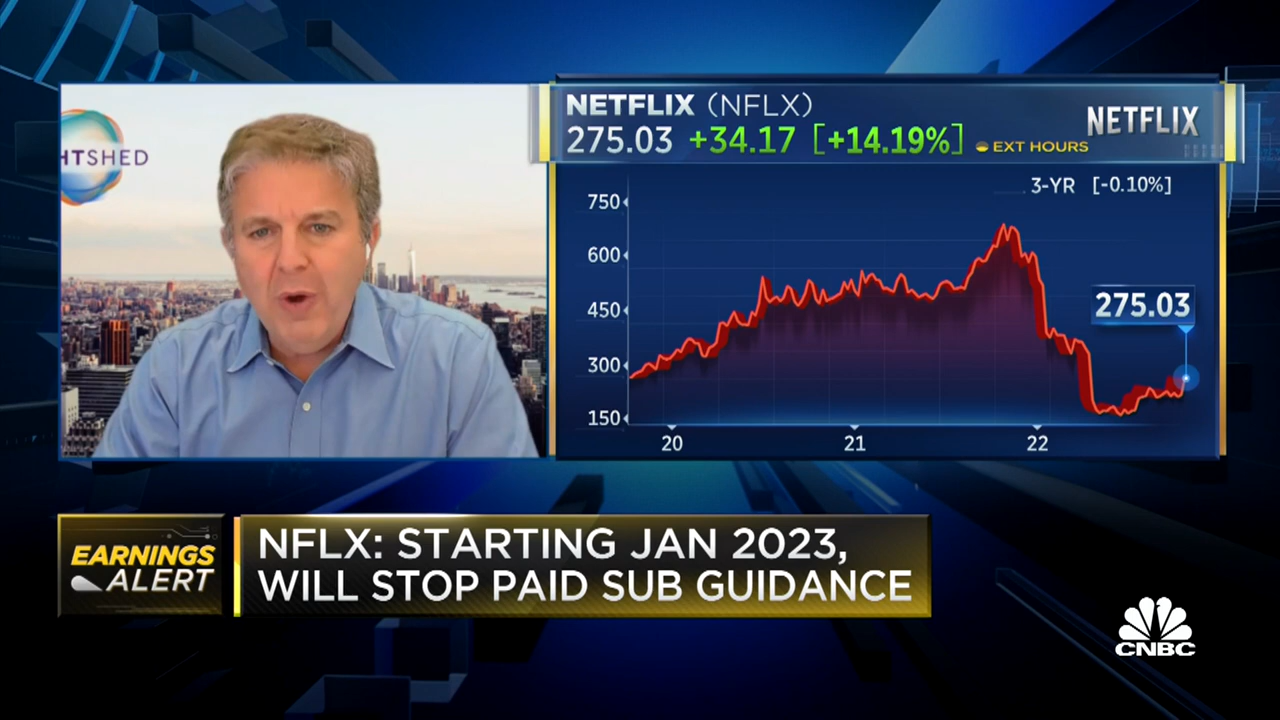 HTSHED
NETFLIX (NFLX)
275.03 +34.17 [+14.19%] EXT HOURS
NETFLIX
3-YR [-0.10%]
750
600
450
300
150
275.03
20 21 22
EARNINGS
ALERT
NFLX: STARTING JAN 2023,
WILL STOP PAID SUB GUIDANCE
CNBC